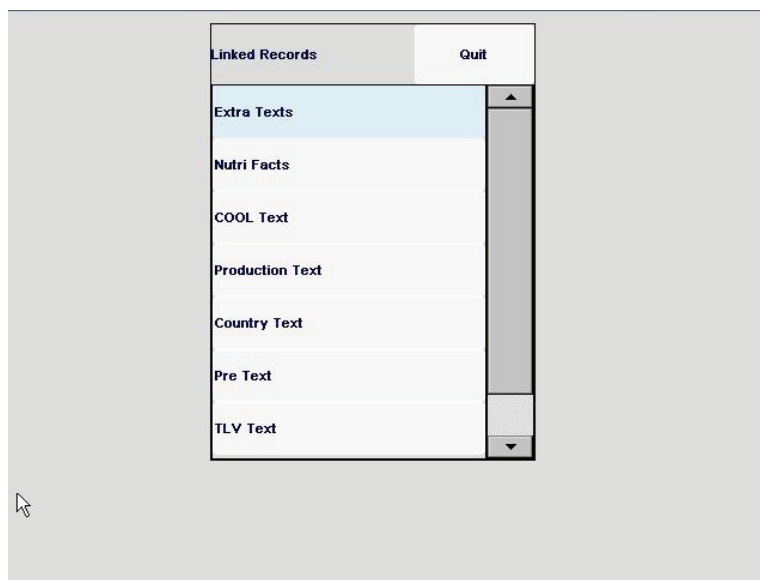 Linked Records
Quit
Extra Texts
Nutri Facts
COOL Text
Production Text
Country Text
Pre Text
TLV Text